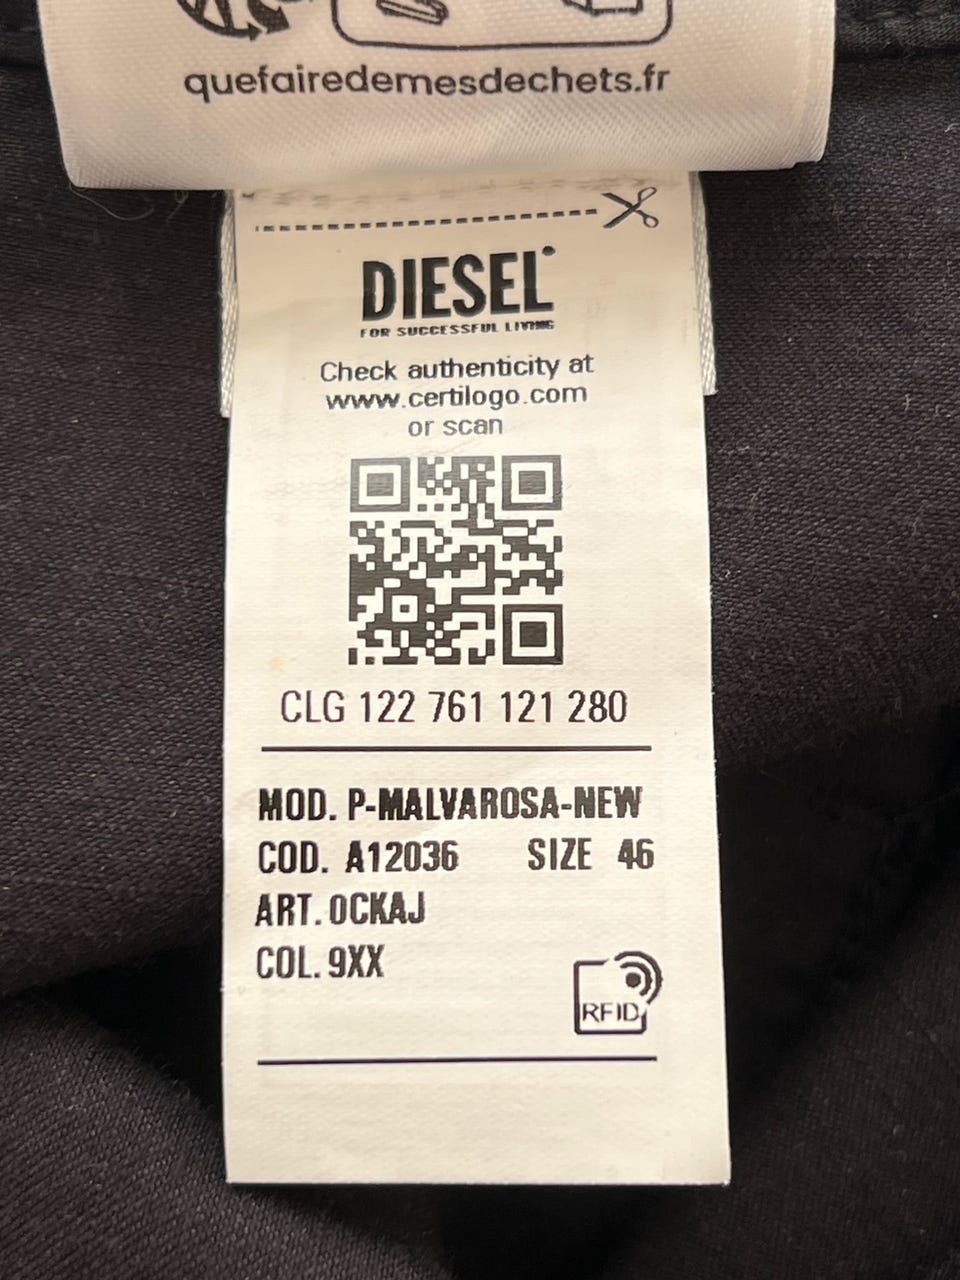 quefairedemesdechets.fr
DIESEL
FOR SUCCESSFUL LIVING
Check authenticity at
www.certilogo.com
or scan
CLG 122 761 121 280
MOD. P-MALVAROSA-NEW
COD. A12036 SIZE 46
ART. 0CKAJ
COL. 9XX
RFID